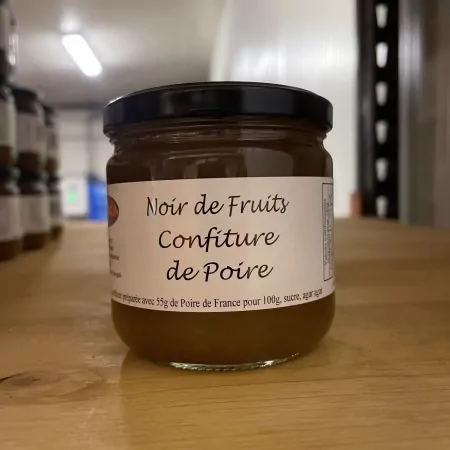 Noir de Fruits
Confiture
de Poire
préparée avec 55g de Poire de France pour 100g, sucre, agar agar